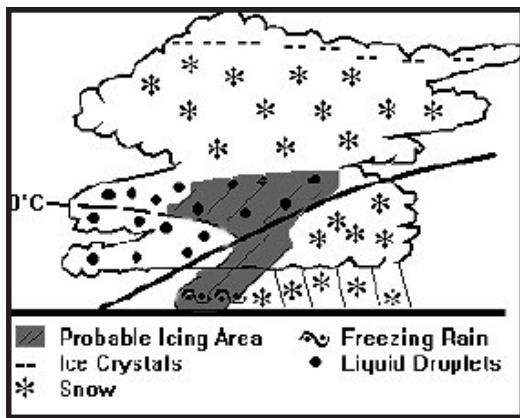 0°C
Probable Icing Area
Freezing Rain
Ice Crystals
Liquid Droplets
Snow